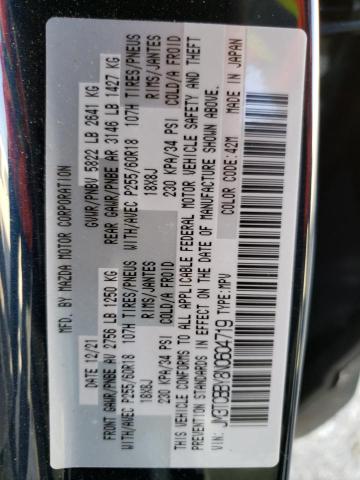 MFD. BY MAZDA MOTOR CORPORATION
DATE 12/21 GVWR/PNBV 5822 LB 2641 KG
FRONT GAWR/PNBE AV 2756 LB 1250 KG REAR GAWR/PNBE AR 3146 LB 1427 KG
WITH/AVEC P255/60R18 107H TIRES/PNEUS WITH/AVEC P255/60R18 107H TIRES/PNEUS
18X8J RIMS/JANTES 18X8J RIMS/JANTES
230 KPA/34 PSI COLD/A FROID 230 KPA/34 PSI COLD/A FROID
THIS VEHICLE CONFORMS TO ALL APPLICABLE FEDERAL MOTOR VEHICLE SAFETY AND THEFT PREVENTION
STANDARDS IN EFFECT ON THE DATE OF MANUFACTURE SHOWN ABOVE.
VIN: TYPE:MPV COLOR CODE: 42M MADE IN JAPAN